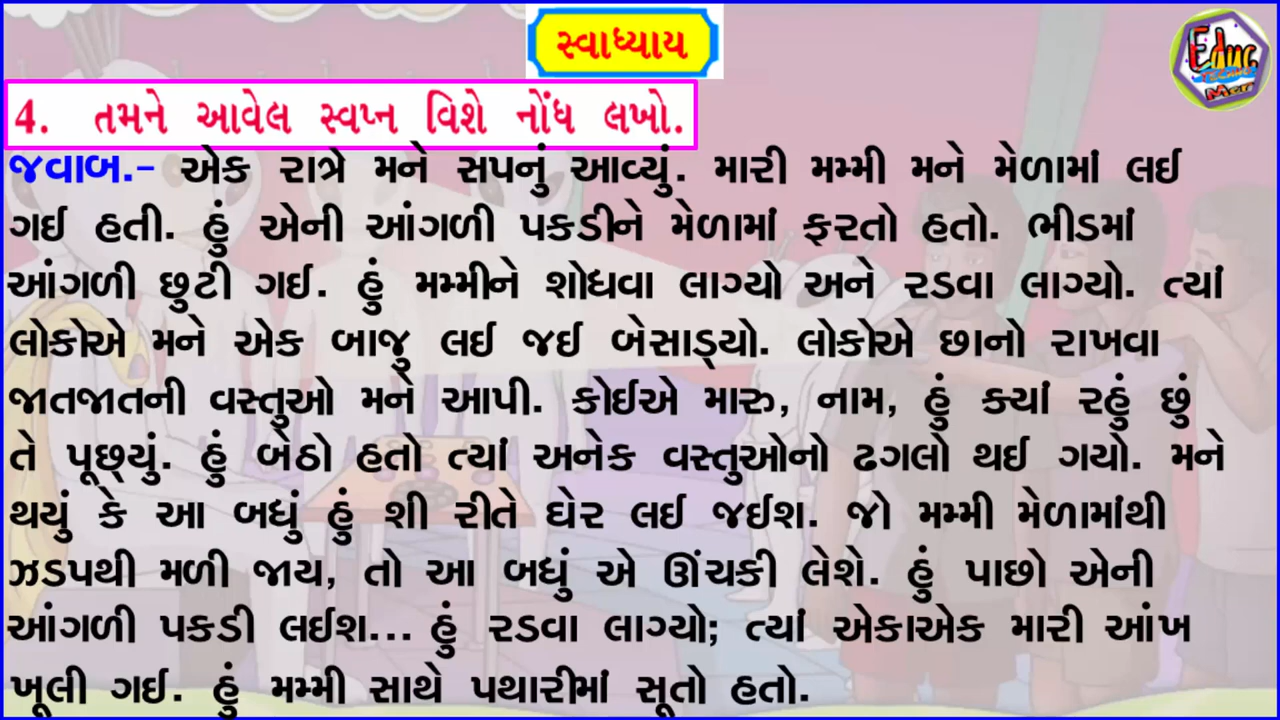 સ્વાધ્યાય
Educ
TECHNO
Mari
4. તમને આવેલ સ્વપ્ન વિશે નોંધ લખો.
જવાબ.- એક રાત્રે મને સપનું આવ્યું. મારી મમ્મી મને મેળામાં લઈ
ગઈ હતી. હું એની આંગળી પકડીને મેળામાં ફરતો હતો. ભીડમાં
આંગળી છુટી ગઈ. હું મમ્મીને શોધવા લાગ્યો અને રડવા લાગ્યો. ત્યાં
લોકોએ મને એક બાજુ લઈ જઈ બેસાડ્યો. લોકોએ છાનો રાખવા
જાતજાતની વસ્તુઓ મને આપી. કોઈએ મારુ, નામ, હું ક્યાં રહું છું
તે પૂછ્યું. હું બેઠો હતો ત્યાં અનેક વસ્તુઓનો ઢગલો થઈ ગયો. મને
થયું કે આ બધું હું શી રીતે ઘેર લઈ જઈશ. જો મમ્મી મેળામાંથી
ઝડપથી મળી જાય, તો આ બધું એ ઊંચકી લેશે. હું પાછો એની
આંગળી પકડી લઈશ... હું રડવા લાગ્યો; ત્યાં એકાએક મારી આંખ
ખૂલી ગઈ. હું મમ્મી સાથે પથારીમાં સૂતો હતો.